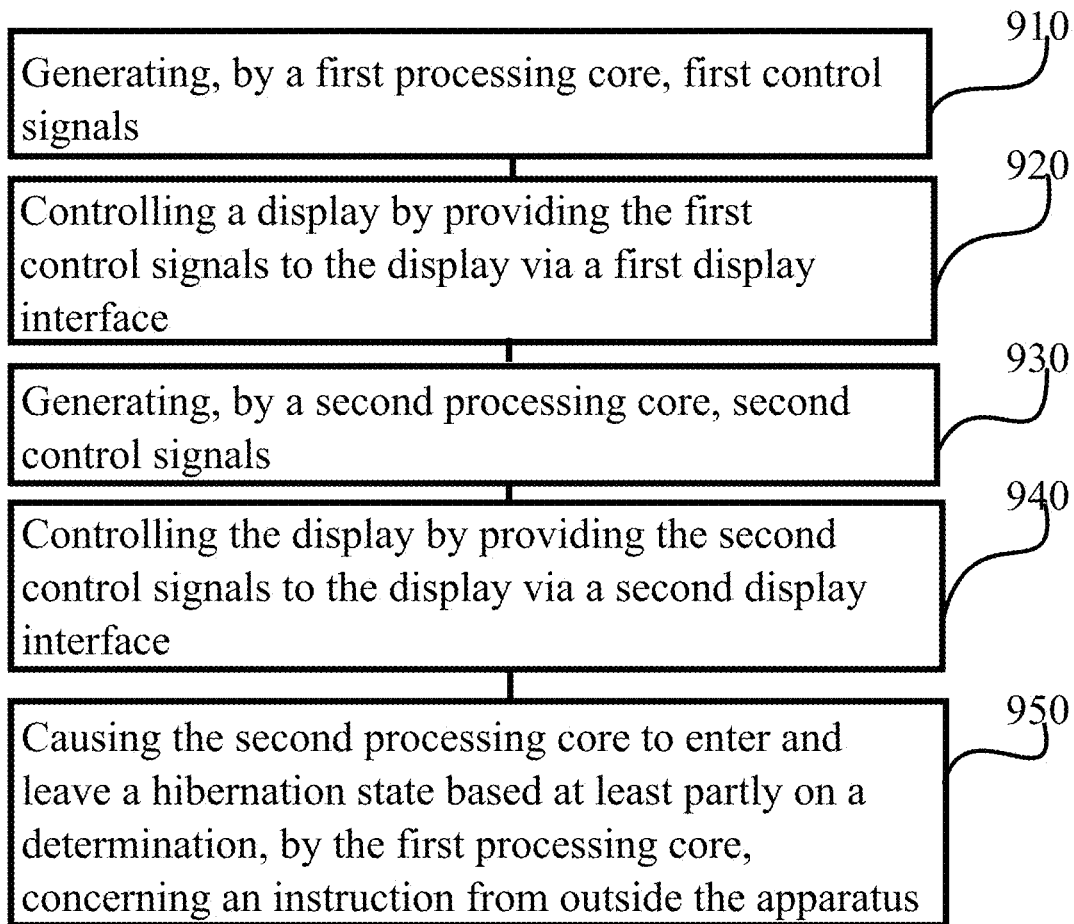 910
Generating, by a first processing core, first control
signals
920
Controlling a display by providing the first
control signals to the display via a first display
interface
930
Generating, by a second processing core, second
control signals
940
Controlling the display by providing the second
control signals to the display via a second display
interface
950
Causing the second processing core to enter and
leave a hibernation state based at least partly on a
determination, by the first processing core,
concerning an instruction from outside the apparatus